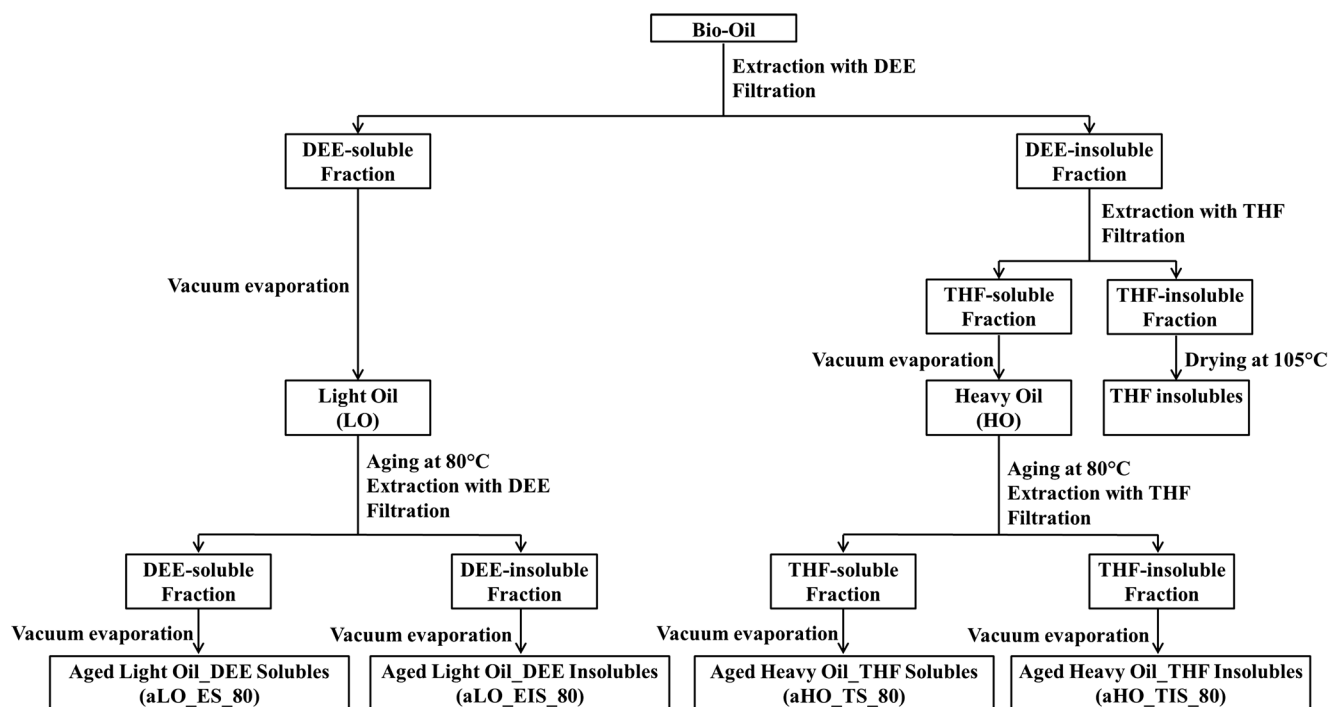 Bio-Oil
Extraction with DEE
Filtration
DEE-soluble
Fraction
DEE-insoluble
Fraction
Extraction with THF
Filtration
Vacuum evaporation
THF-soluble
Fraction
THF-insoluble
Fraction
Vacuum evaporation
Drying at 105°C
Light Oil
(LO)
Heavy Oil
(HO)
THF insolubles
Aging at 80°C
Extraction with DEE
Filtration
Aging at 80°C
Extraction with THF
Filtration
DEE-soluble
Fraction
DEE-insoluble
Fraction
THF-soluble
Fraction
THF-insoluble
Fraction
Vacuum evaporation
Vacuum evaporation
Vacuum evaporation
Vacuum evaporation
Aged Light Oil_DEE Solubles
(aLO_ES_80)
Aged Light Oil_DEE Insolubles
(aLO_EIS_80)
Aged Heavy Oil_THF Solubles
(aHO_TS_80)
Aged Heavy Oil_THF Insolubles
(aHO_TIS_80)